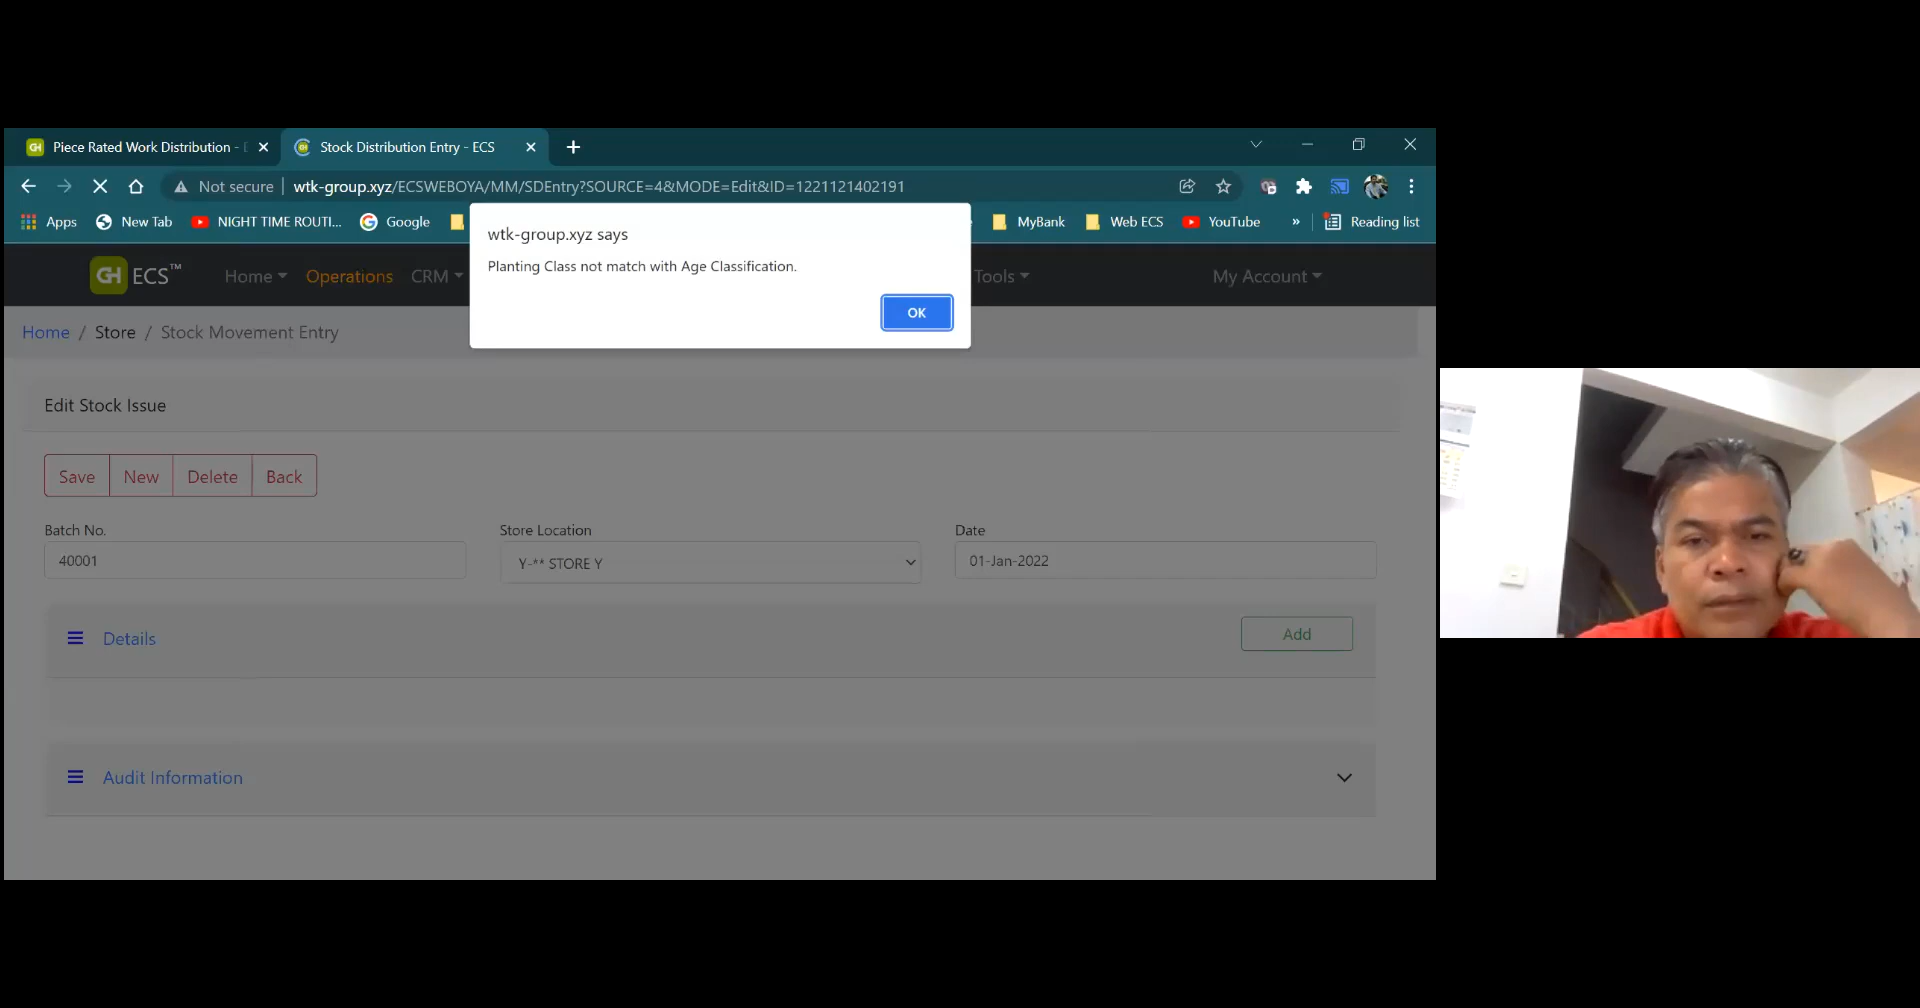 Piece Rated Work Distribution -
Stock Distribution Entry - ECS
Not secure
wtk-group.xyz/ECSWEBOYA/MM/SDEntry?SOURCE=4&MODE=Edit&ID=1221121402191
Apps
New Tab
NIGHT TIME ROUTI...
Google
MyBank
Web ECS
YouTube
»
Reading list
wtk-group.xyz says
Planting Class not match with Age Classification.
OK
GH ECS™
Home
Operations
CRM
Tools
My Account
Home / Store / Stock Movement Entry
Edit Stock Issue
Save
New
Delete
Back
Batch No.
40001
Store Location
Y-** STORE Y
Date
01-Jan-2022
Details
Add
Audit Information